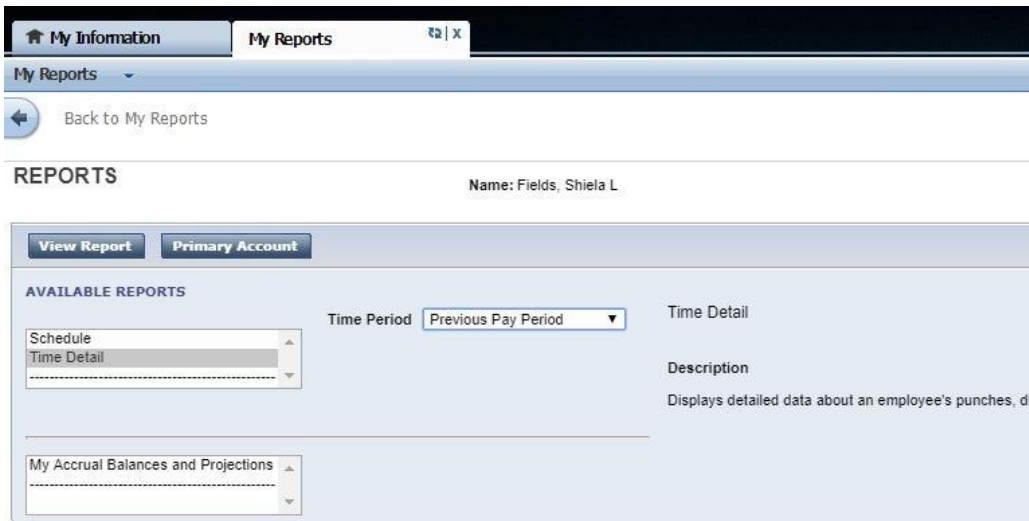 My Information
My Reports
X
My Reports
Back to My Reports
REPORTS
Name: Fields, Shiela L
View Report
Primary Account
AVAILABLE REPORTS
Time Period Previous Pay Period
Time Detail
Schedule
Time Detail
Description
Displays detailed data about an employee's punches, d
My Accrual Balances and Projections